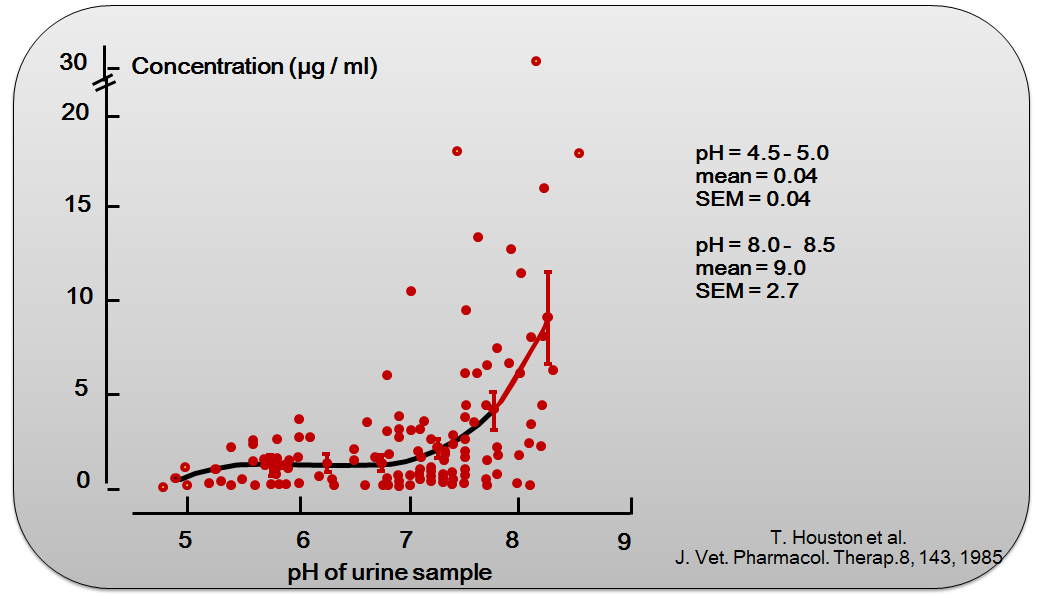 30
Concentration (µg / ml)
20
15
10
5
0
5 6 7 8 9
pH of urine sample
pH = 4.5 - 5.0
mean = 0.04
SEM = 0.04
pH = 8.0 - 8.5
mean = 9.0
SEM = 2.7
T. Houston et al.
J. Vet. Pharmacol. Therap.8, 143, 1985